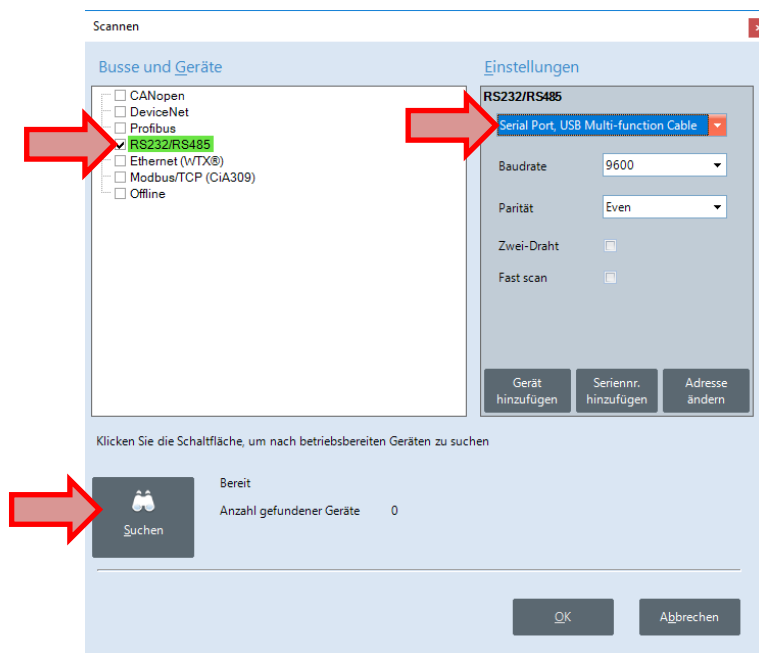 Scannen
Busse und Geräte
CANopen
DeviceNet
Profibus
RS232/RS485
Ethernet (WTX®)
Modbus/TCP (CiA309)
Offline
Einstellungen
RS232/RS485
Serial Port, USB Multi-function Cable
Baudrate 9600
Parität Even
Zwei-Draht
Fast scan
Gerät hinzufügen
Seriennr. hinzufügen
Adresse ändern
Klicken Sie die Schaltfläche, um nach betriebsbereiten Geräten zu suchen
Suchen
Bereit
Anzahl gefundener Geräte 0
OK
Abbrechen